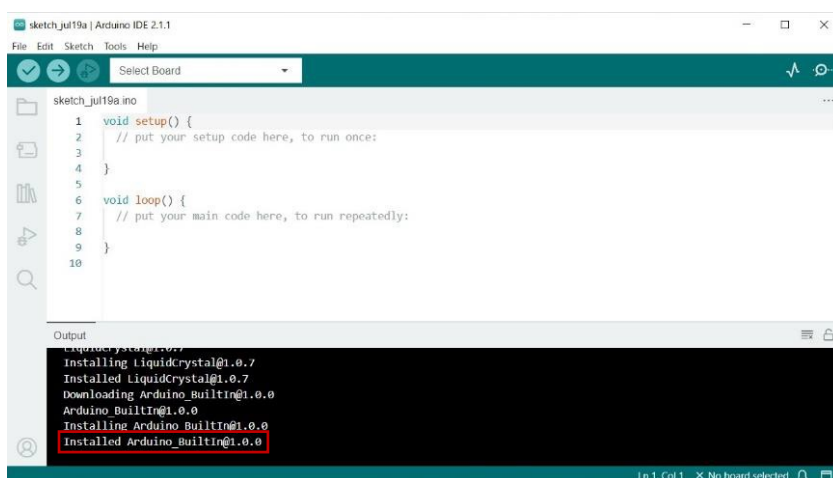 sketch_jul19a | Arduino IDE 2.1.1
File Edit Sketch Tools Help
Select Board
sketch_jul19a.ino
...
1 void setup() {
2 // put your setup code here, to run once:
3
4 }
5
6 void loop() {
7 // put your main code here, to run repeatedly:
8
9 }
10
Output
LiquidCrystal@1.0.7
Installing LiquidCrystal@1.0.7
Installed LiquidCrystal@1.0.7
Downloading Arduino_BuiltIn@1.0.0
Arduino_BuiltIn@1.0.0
Installing Arduino_BuiltIn@1.0.0
Installed Arduino_BuiltIn@1.0.0
Ln 1, Col 1 × No board selected